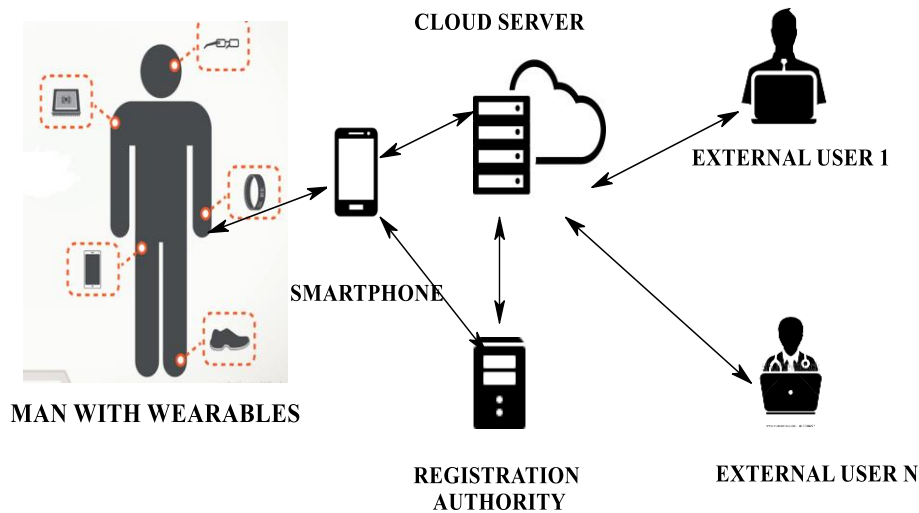 CLOUD SERVER
EXTERNAL USER 1
SMARTPHONE
MAN WITH WEARABLES
REGISTRATION
AUTHORITY
EXTERNAL USER N